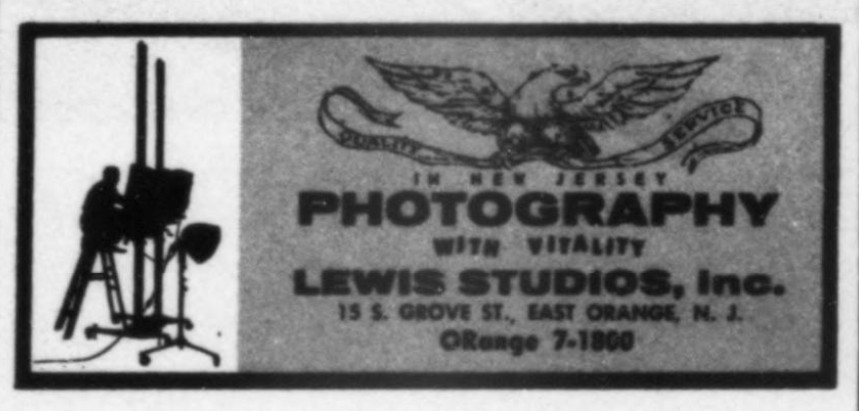 QUALITY
SERVICE
IN NEW JERSEY
PHOTOGRAPHY
WITH VITALITY
LEWIS STUDIOS, Inc.
15 S. GROVE ST., EAST ORANGE, N. J.
ORange 7-1800